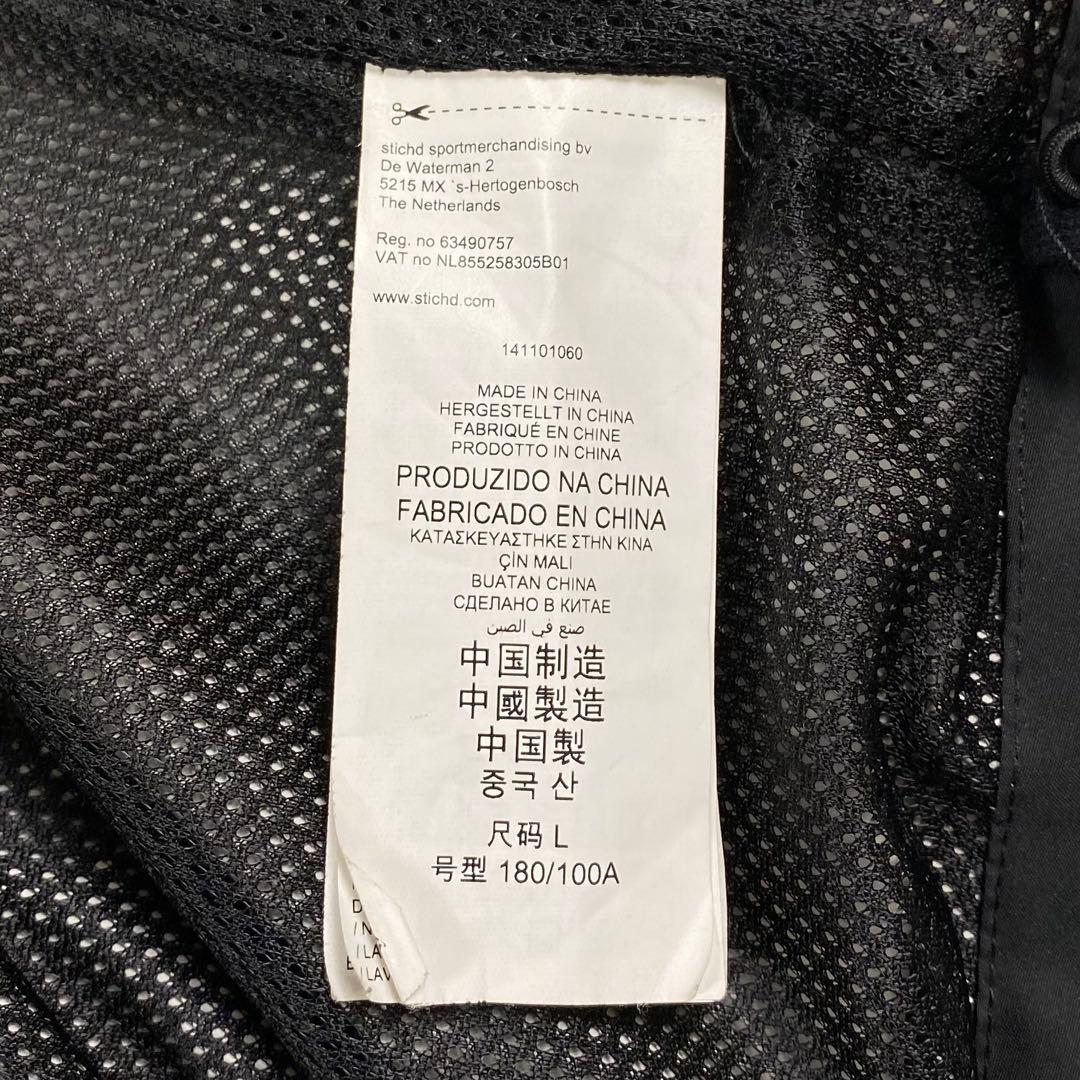 stichd sportmerchandising bv
De Waterman 2
5215 MX `s-Hertogenbosch
The Netherlands
Reg. no 63490757
VAT no NL855258305B01
www.stichd.com
141101060
MADE IN CHINA
HERGESTELLT IN CHINA
FABRIQUÉ EN CHINE
PRODOTTO IN CHINA
PRODUZIDO NA CHINA
FABRICADO EN CHINA
ΚΑΤΑΣΚΕΥΑΣΤΗΚΕ ΣΤΗΝ ΚΙΝΑ
ÇİN MALI
BUATAN CHINA
СДЕЛАНО В КИТАЕ
صنع في الصين
中国制造
中國製造
中国製
중국 산
尺码 L
号型 180/100A